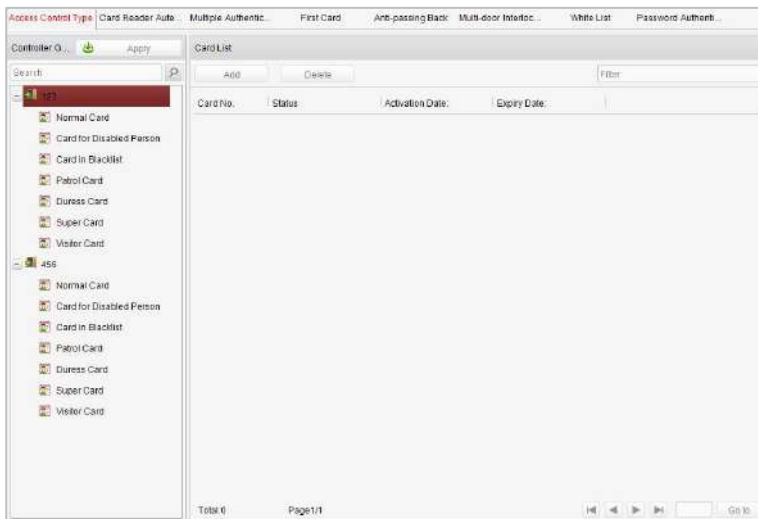 Access Control Type Card Reader Aute... Multiple Authentic... First Card Anti-passing Back Multi-door Interloc... White List Password Authenti...
Controller G... Apply Card List
Search Add Delete Filter
123 Card No. Status Activation Date: Expiry Date:
Normal Card
Card for Disabled Person
Card in Blacklist
Patrol Card
Duress Card
Super Card
Visitor Card
456
Normal Card
Card for Disabled Person
Card in Blacklist
Patrol Card
Duress Card
Super Card
Visitor Card
Total:0 Page1/1 Go to